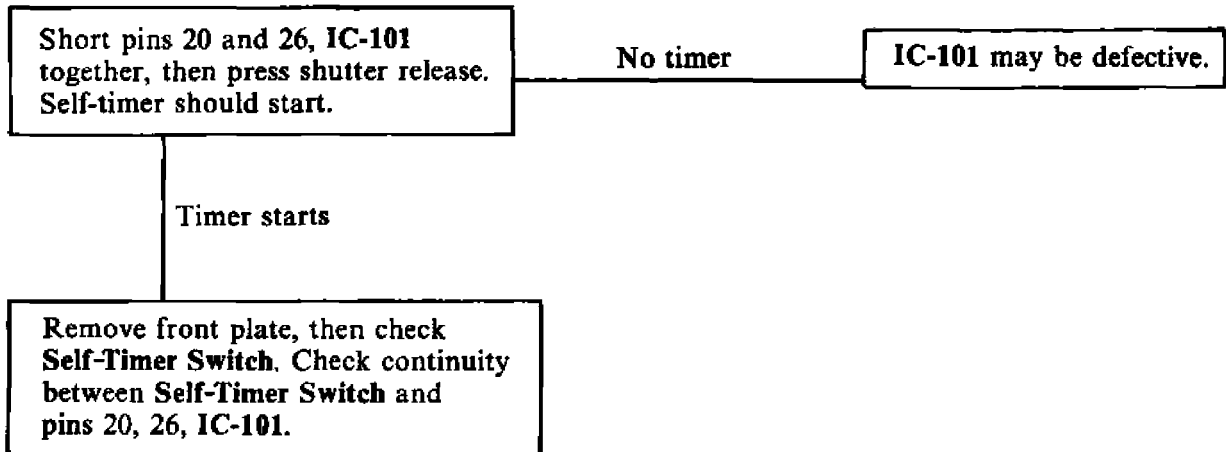 Short pins 20 and 26, IC-101
together, then press shutter release.
Self-timer should start.
No timer
IC-101 may be defective.
Timer starts
Remove front plate, then check
Self-Timer Switch. Check continuity
between Self-Timer Switch and
pins 20, 26, IC-101.